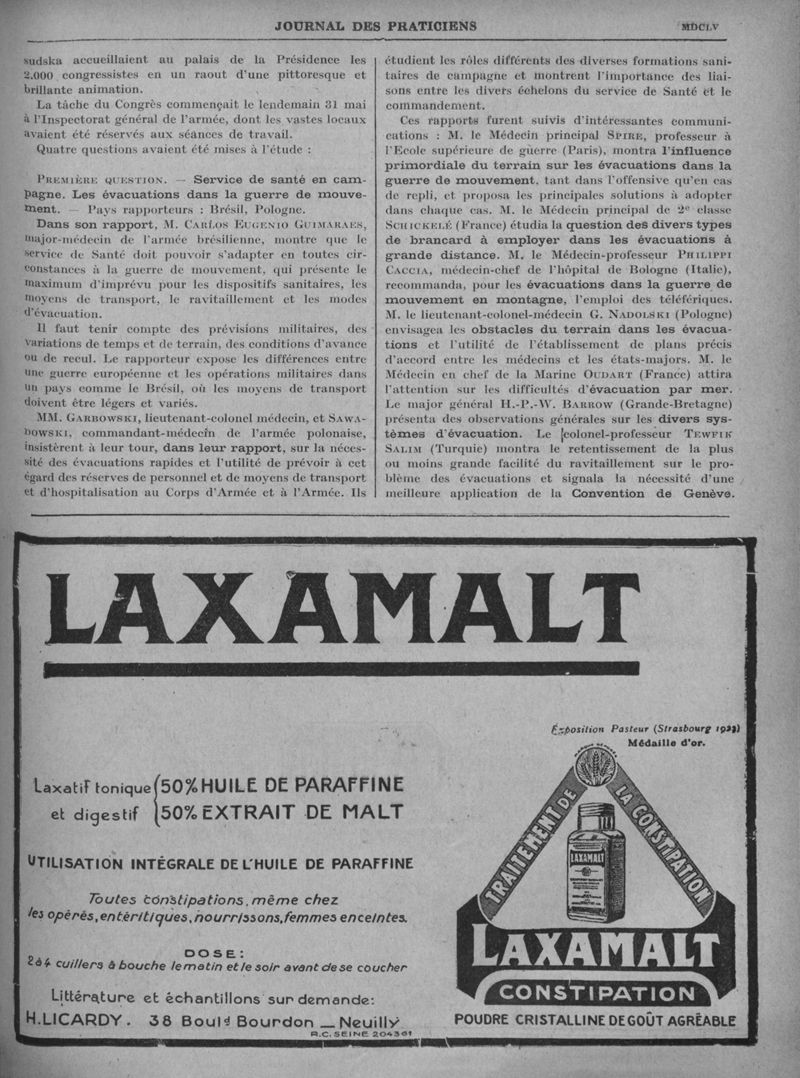 JOURNAL DES PRATICIENS
MDCLV
sudska accueillaient au palais de la Présidence les
2.000 congressistes en un raout d'une pittoresque et
brillante animation.
La tâche du Congrès commençait le lendemain 31 mai
à l'Inspectorat général de l'armée, dont les vastes locaux
avaient été réservés aux séances de travail.
Quatre questions avaient été mises à l'étude :
PREMIÈRE QUESTION. — Service de santé en cam-
pagne. Les évacuations dans la guerre de mouve-
ment. — Pays rapporteurs : Brésil, Pologne.
Dans son rapport, M. CARLOS EUGENIO GUIMARAES,
major-médecin de l'armée brésilienne, montre que le
service de Santé doit pouvoir s'adapter en toutes cir-
constances à la guerre de mouvement, qui présente le
maximum d'imprévu pour les dispositifs sanitaires, les
moyens de transport, le ravitaillement et les modes
d'évacuation.
Il faut tenir compte des prévisions militaires, des
variations de temps et de terrain, des conditions d'avance
ou de recul. Le rapporteur expose les différences entre
une guerre européenne et les opérations militaires dans
un pays comme le Brésil, où les moyens de transport
doivent être légers et variés.
MM. GARBOWSKI, lieutenant-colonel médecin, et SAWA-
DOWSKI, commandant-médecin de l'armée polonaise,
insistèrent à leur tour, dans leur rapport, sur la néces-
sité des évacuations rapides et l'utilité de prévoir à cet
égard des réserves de personnel et de moyens de transport
et d'hospitalisation au Corps d'Armée et à l'Armée. Ils
étudient les rôles différents des diverses formations sani-
taires de campagne et montrent l'importance des liai-
sons entre les divers échelons du service de Santé et le
commandement.
Ces rapports furent suivis d'intéressantes communi-
cations : M. le Médecin principal SPIRE, professeur à
l'Ecole supérieure de guerre (Paris), montra l'influence
primordiale du terrain sur les évacuations dans la
guerre de mouvement, tant dans l'offensive qu'en cas
de repli, et proposa les principales solutions à adopter
dans chaque cas. M. le Médecin principal de 2e classe
SCHICKELÉ (France) étudia la question des divers types
de brancard à employer dans les évacuations à
grande distance. M. le Médecin-professeur PHILIPPI
CACCIA, médecin-chef de l'hôpital de Bologne (Italie),
recommanda, pour les évacuations dans la guerre de
mouvement en montagne, l'emploi des téléfériques.
M. le lieutenant-colonel-médecin G. NADOLSKI (Pologne)
envisagea les obstacles du terrain dans les évacua-
tions et l'utilité de l'établissement de plans précis
d'accord entre les médecins et les états-majors. M. le
Médecin en chef de la Marine OUDART (France) attira
l'attention sur les difficultés d'évacuation par mer.
Le major général H.-P.-W. BARROW (Grande-Bretagne)
présenta des observations générales sur les divers sys-
tèmes d'évacuation. Le colonel-professeur TEWFIK
SALIM (Turquie) montra le retentissement de la plus
ou moins grande facilité du ravitaillement sur le pro-
blème des évacuations et signala la nécessité d'une
meilleure application de la Convention de Genève.
LAXAMALT
Exposition Pasteur (Strasbourg 1923)
Médaille d'or.
Laxatif tonique 50% HUILE DE PARAFFINE
et digestif 50% EXTRAIT DE MALT
UTILISATION INTÉGRALE DE L'HUILE DE PARAFFINE
Toutes constipations, même chez
les opérés, entéritiques, nourrissons, femmes enceintes.
DOSE:
2 à 4 cuillers à bouche le matin et le soir avant de se coucher
Littérature et échantillons sur demande:
H. LICARDY. 38 Bould Bourdon _ Neuilly
R.C. SEINE 204361
TRAITEMENT DE
LA CONSTIPATION
LAXAMALT
LAXAMALT
CONSTIPATION
POUDRE CRISTALLINE DE GOÛT AGRÉABLE